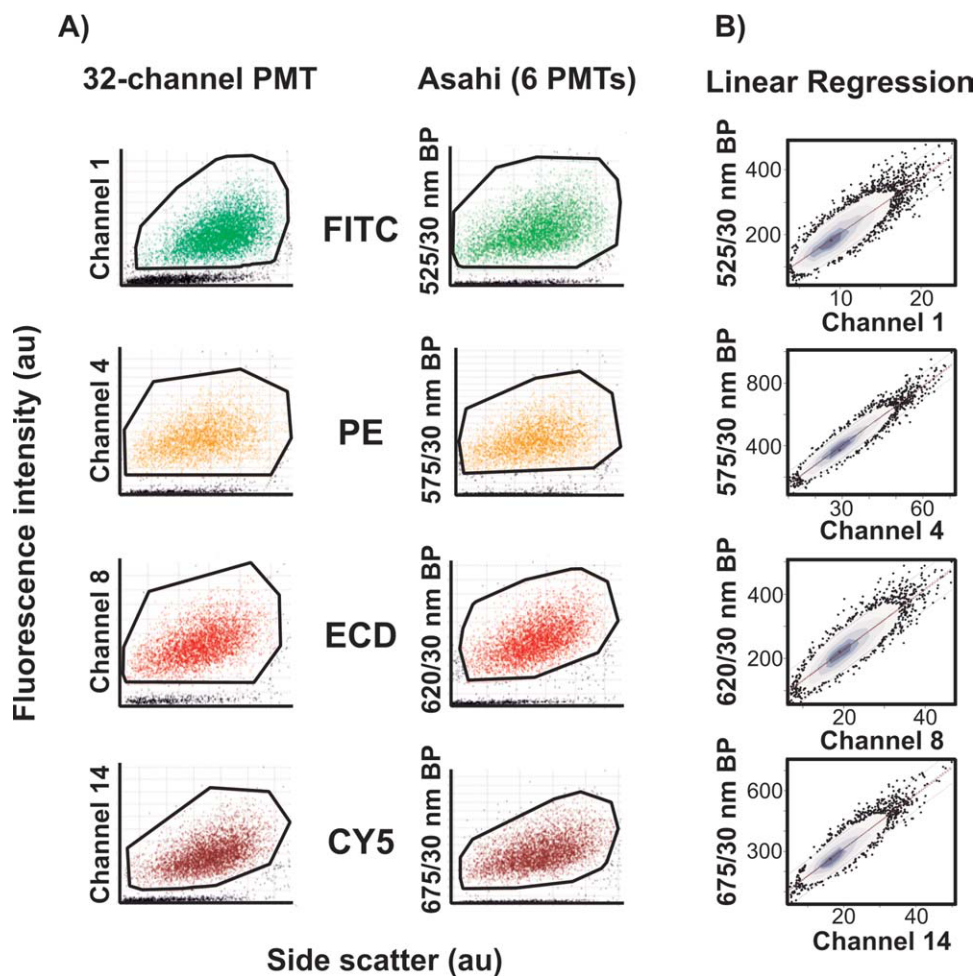 A)
B)
32-channel PMT
Asahi (6 PMTs)
Linear Regression
Fluorescence intensity (au)
Channel 1
FITC
525/30 nm BP
525/30 nm BP
400
200
10
20
Channel 1
Channel 4
PE
575/30 nm BP
575/30 nm BP
800
400
30
60
Channel 4
Channel 8
ECD
620/30 nm BP
620/30 nm BP
400
200
20
40
Channel 8
Channel 14
CY5
675/30 nm BP
675/30 nm BP
600
300
20
40
Channel 14
Side scatter (au)